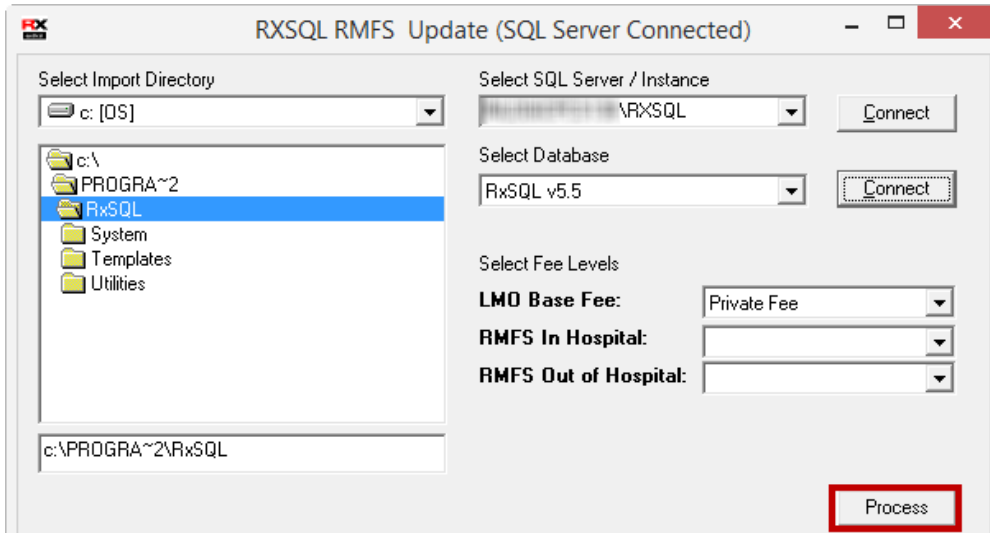 RX
RXSQL RMFS Update (SQL Server Connected)
Select Import Directory
c: [OS]
c:\
PROGRA~2
RxSQL
System
Templates
Utilities
c:\PROGRA~2\RxSQL
Select SQL Server / Instance
\RXSQL
Connect
Select Database
RxSQL v5.5
Connect
Select Fee Levels
LMO Base Fee: Private Fee
RMFS In Hospital:
RMFS Out of Hospital:
Process